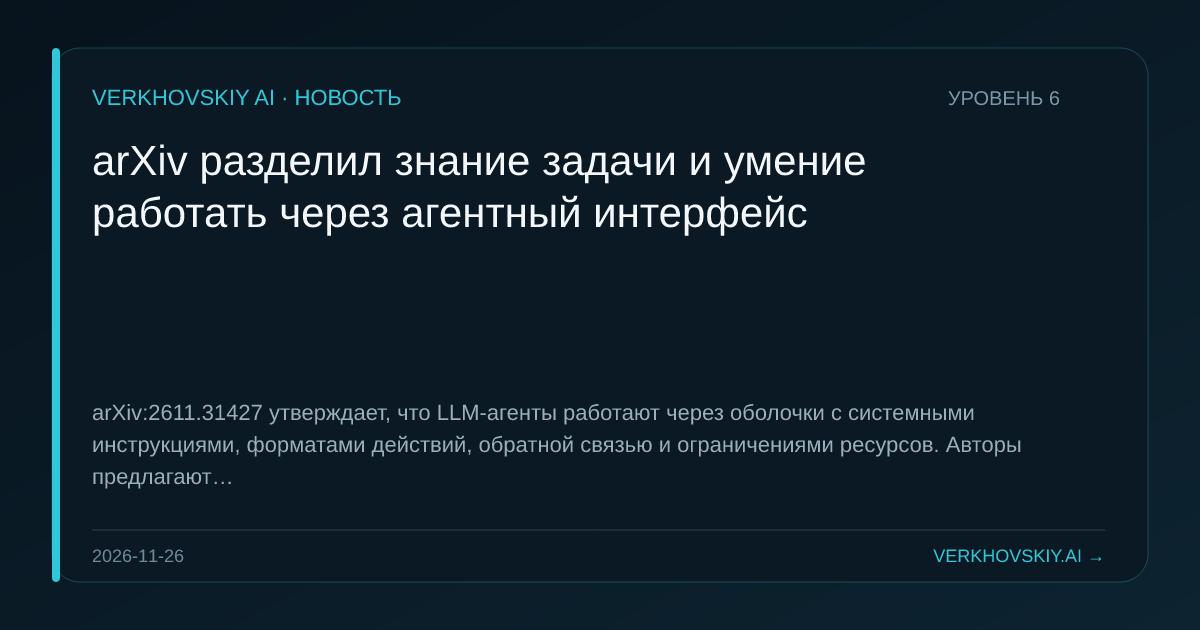 VERKHOVSKIY AI · НОВОСТЬ
УРОВЕНЬ 6
arXiv разделил знание задачи и умение
работать через агентный интерфейс
arXiv:2611.31427 утверждает, что LLM-агенты работают через оболочки с системными
инструкциями, форматами действий, обратной связью и ограничениями ресурсов. Авторы
предлагают…
2026-11-26
VERKHOVSKIY.AI →